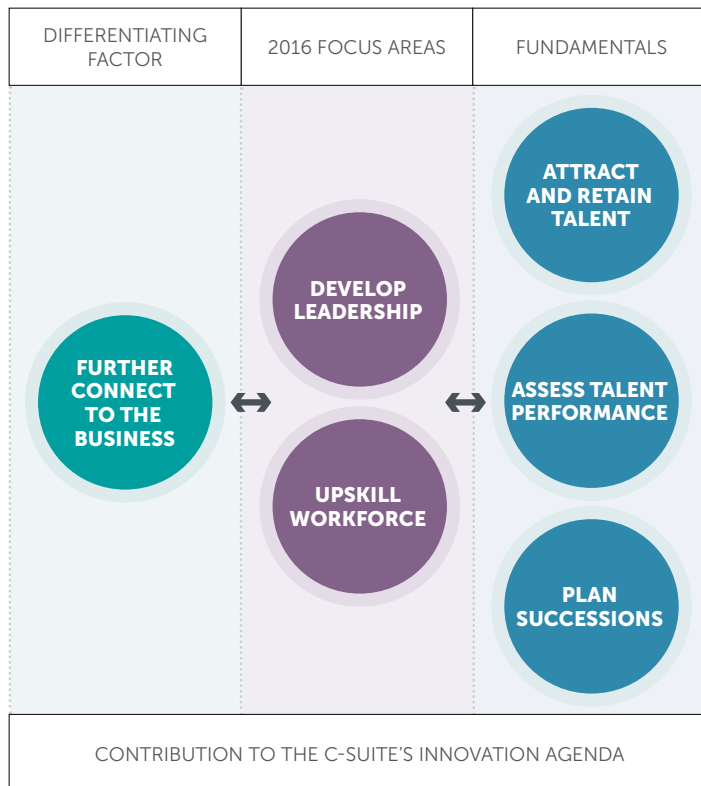 DIFFERENTIATING
FACTOR
2016 FOCUS AREAS
FUNDAMENTALS
FURTHER
CONNECT
TO THE
BUSINESS
DEVELOP
LEADERSHIP
UPSKILL
WORKFORCE
ATTRACT
AND RETAIN
TALENT
ASSESS TALENT
PERFORMANCE
PLAN
SUCCESSIONS
CONTRIBUTION TO THE C-SUITE'S INNOVATION AGENDA